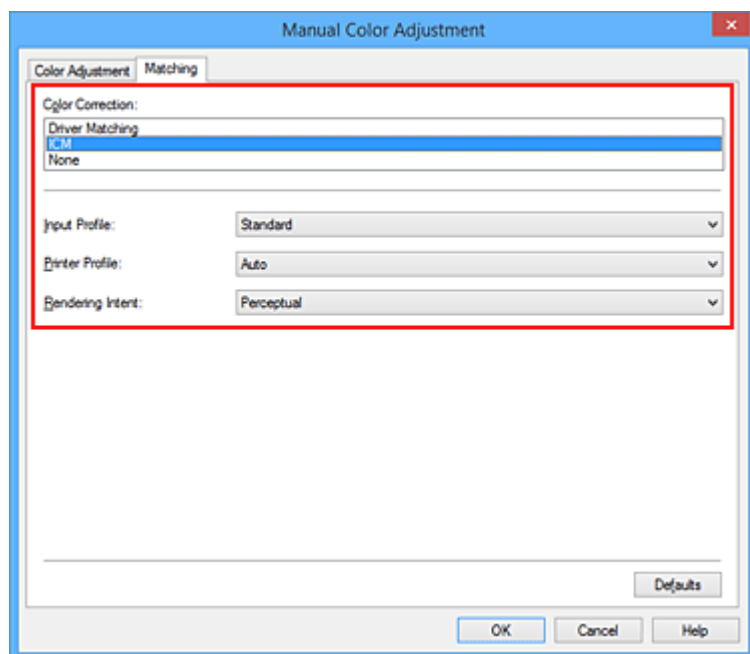 Manual Color Adjustment
Color Adjustment Matching
Color Correction:
Driver Matching
ICM
None
Input Profile: Standard
Printer Profile: Auto
Rendering Intent: Perceptual
Defaults
OK Cancel Help